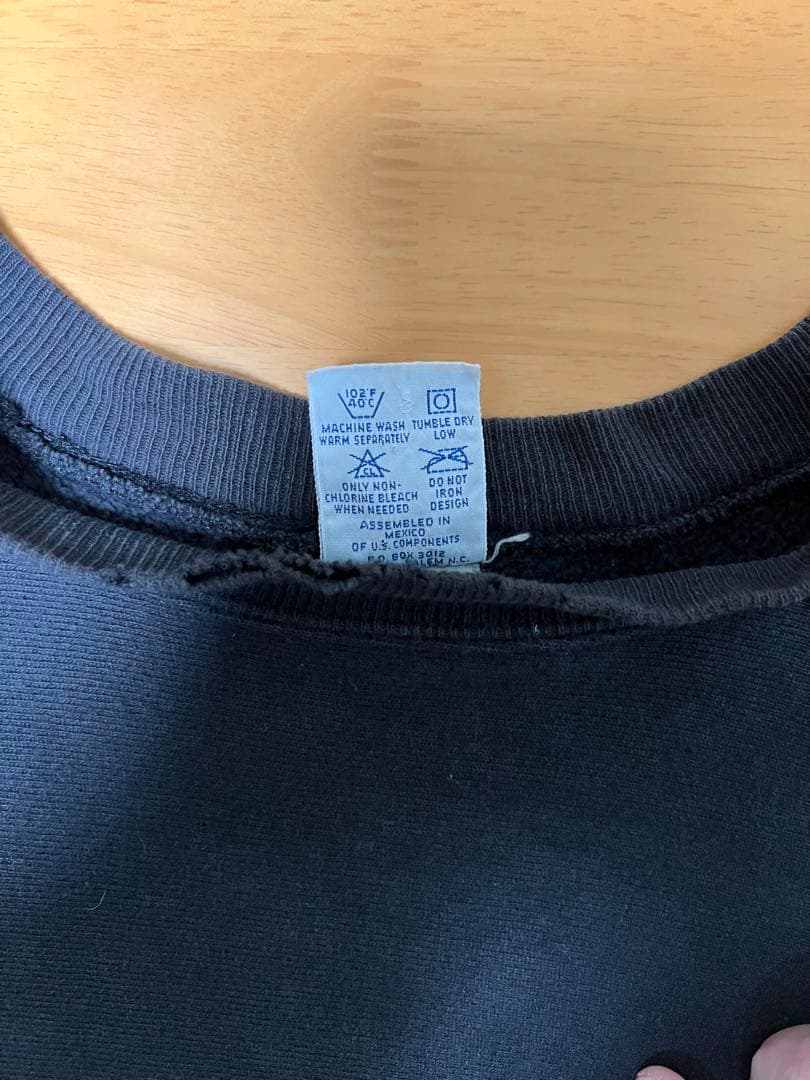 102°F
40°C
MACHINE WASH
WARM SEPARATELY
TUMBLE DRY
LOW
CL
ONLY NON-
CHLORINE BLEACH
WHEN NEEDED
DO NOT
IRON
DESIGN
ASSEMBLED IN
MEXICO
OF U.S. COMPONENTS
P.O. BOX 3012
N.C.